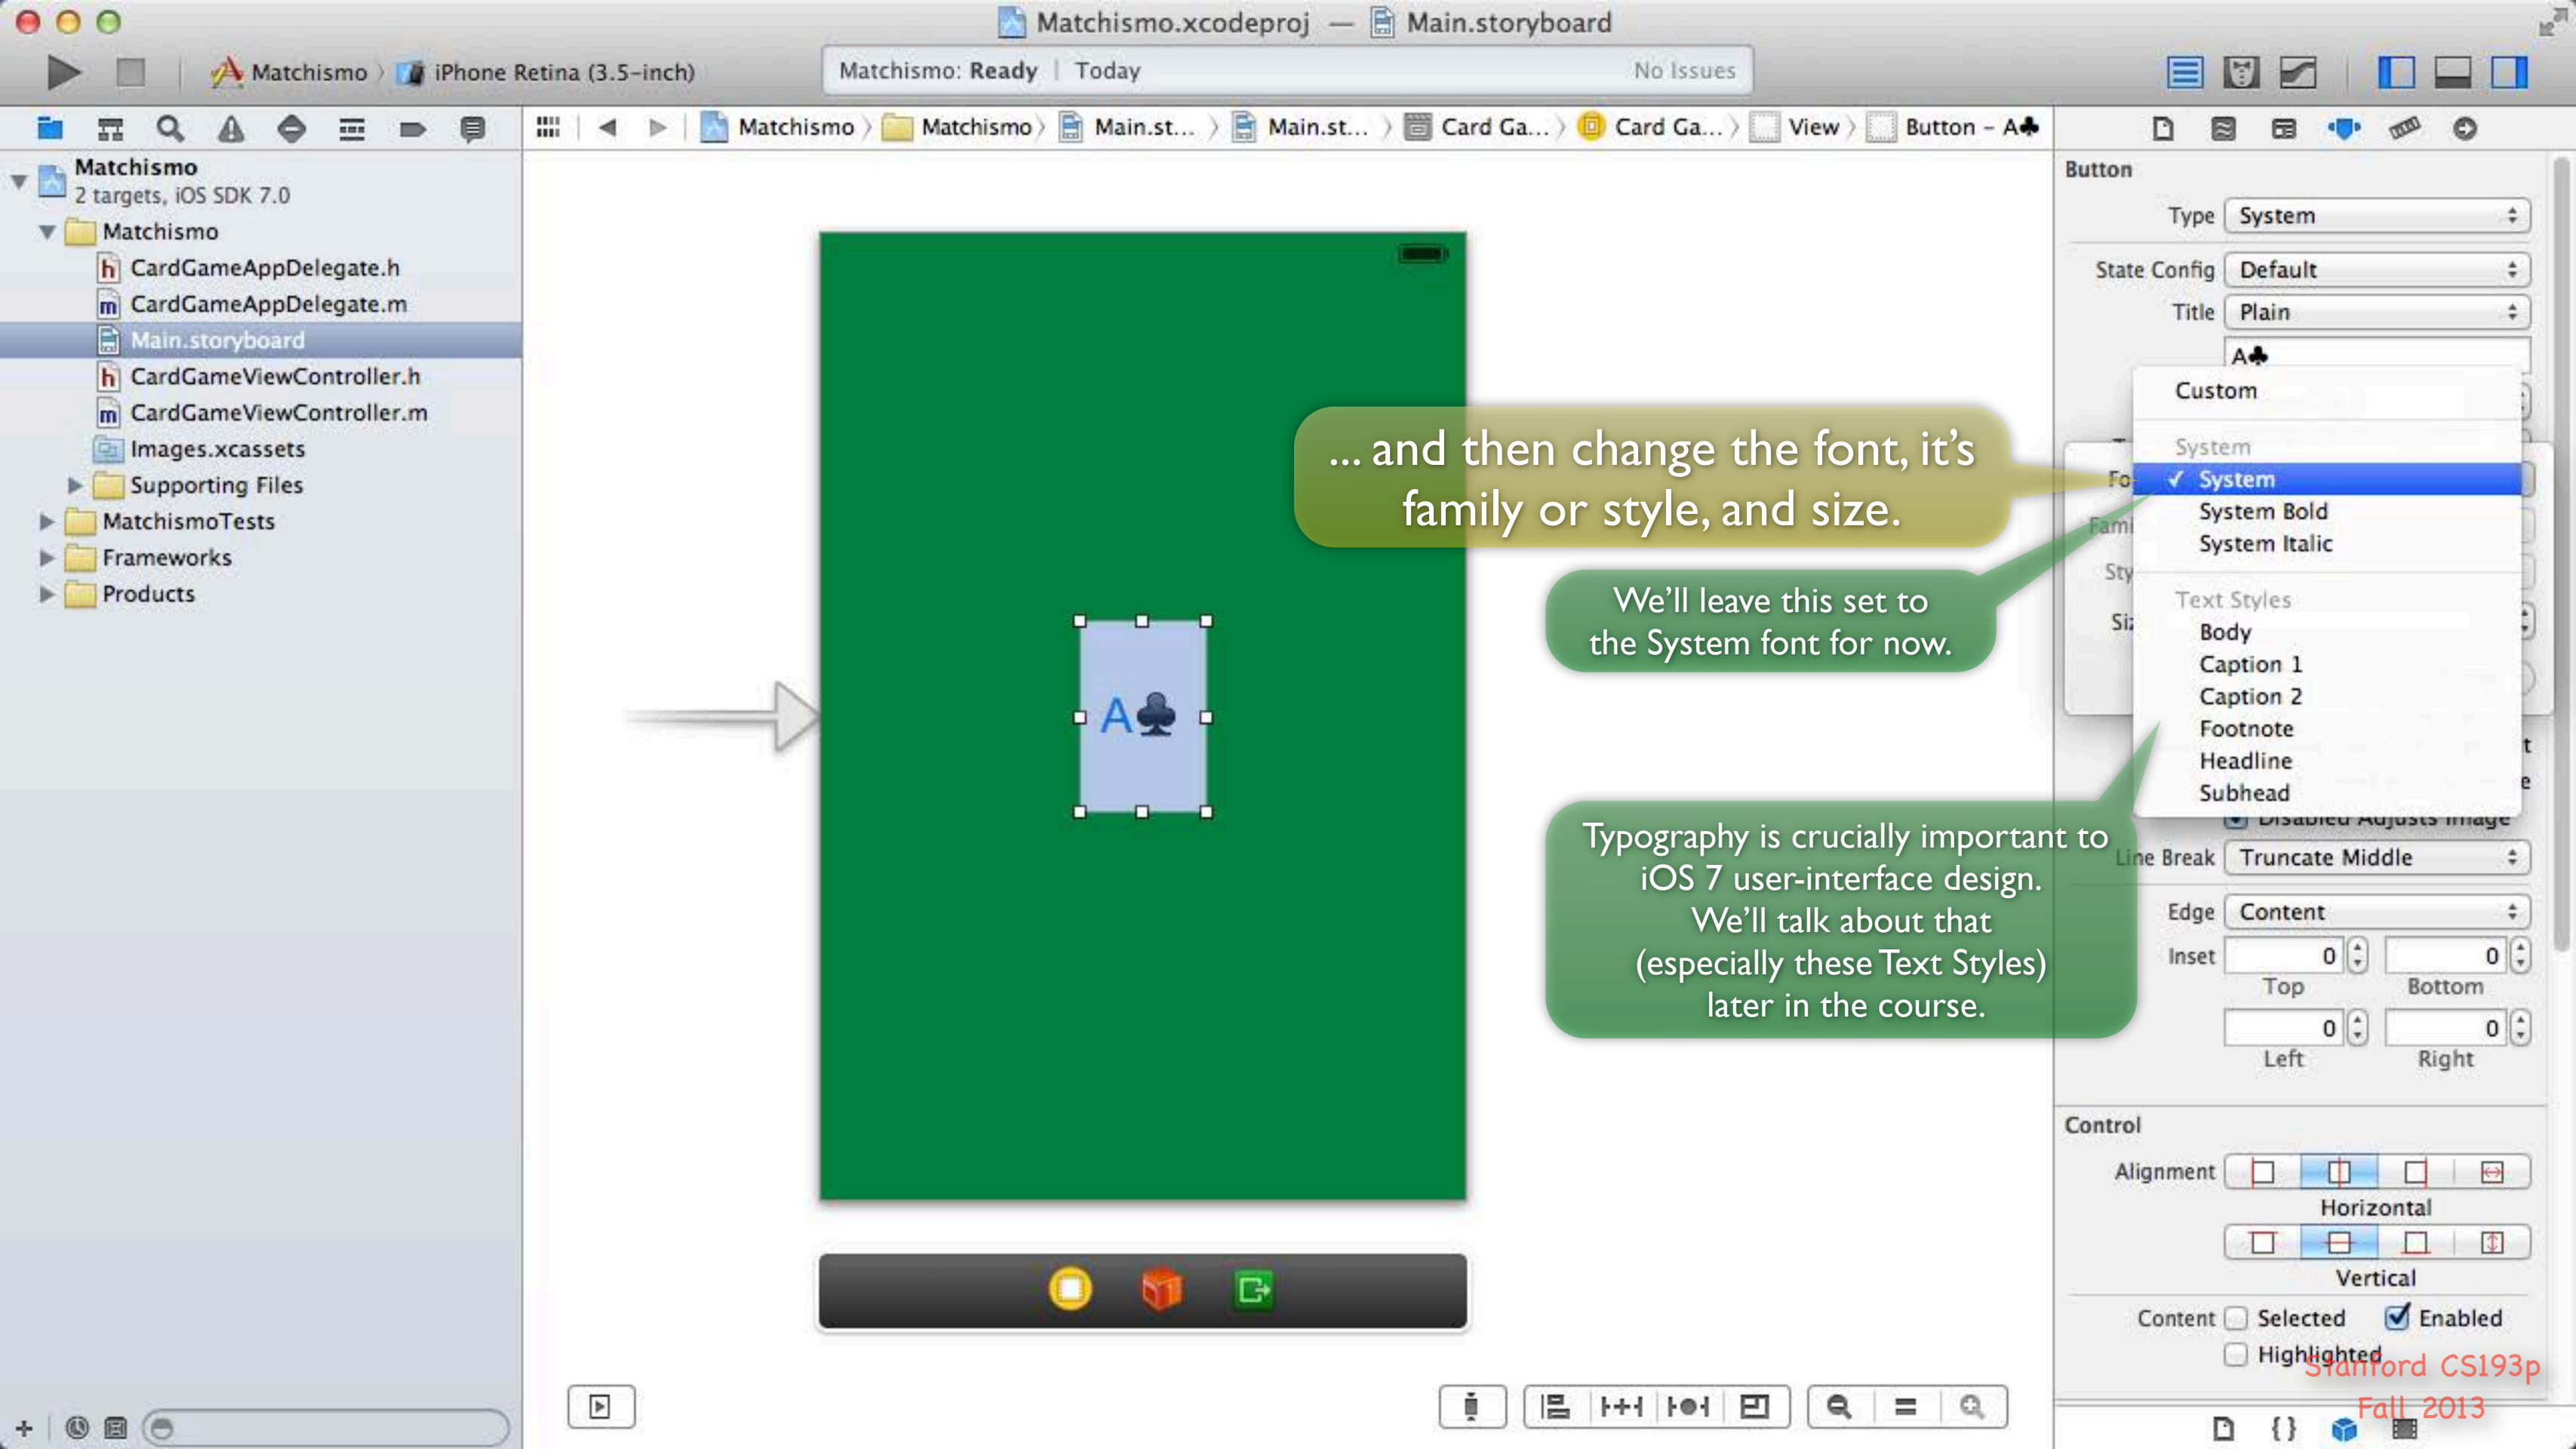 Matchismo.xcodeproj — Main.storyboard
Matchismo iPhone Retina (3.5-inch)
Matchismo: Ready | Today
No Issues
Matchismo Matchismo Main.st... Main.st... Card Ga... Card Ga... View Button - A♣
Matchismo
2 targets, iOS SDK 7.0
Matchismo
h CardGameAppDelegate.h
m CardGameAppDelegate.m
Main.storyboard
h CardGameViewController.h
m CardGameViewController.m
Images.xcassets
Supporting Files
MatchismoTests
Frameworks
Products
A♣
... and then change the font, it's
family or style, and size.
We'll leave this set to
the System font for now.
Typography is crucially important to
iOS 7 user-interface design.
We'll talk about that
(especially these Text Styles)
later in the course.
Button
Type System
State Config Default
Title Plain
A♣
Custom
System
✓ System
System Bold
System Italic
Text Styles
Body
Caption 1
Caption 2
Footnote
Headline
Subhead
Disabled Adjusts Image
Line Break Truncate Middle
Edge Content
Inset 0 0
Top Bottom
0 0
Left Right
Control
Alignment
Horizontal
Vertical
Content Selected Enabled
Highlighted
Stanford CS193p
Fall 2013